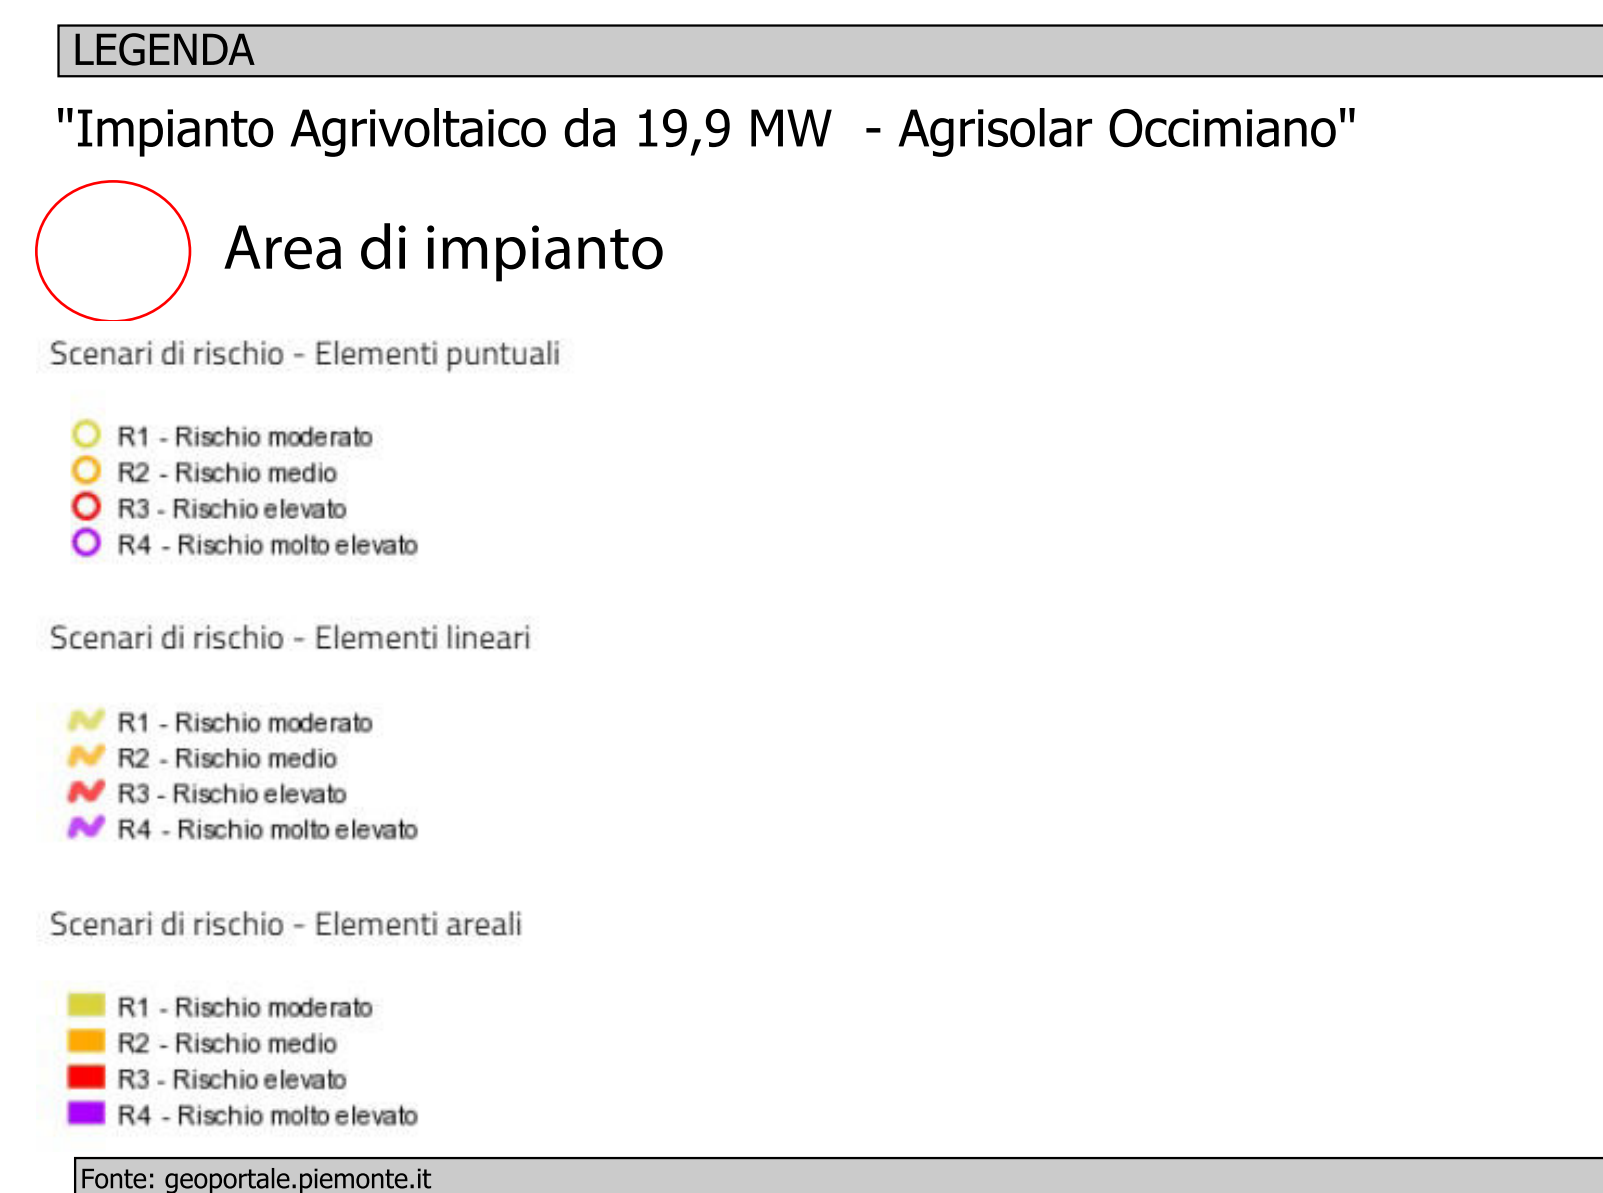 LEGENDA
"Impianto Agrivoltaico da 19,9 MW - Agrisolar Occimiano"
Area di impianto
Scenari di rischio - Elementi puntuali
R1 - Rischio moderato
R2 - Rischio medio
R3 - Rischio elevato
R4 - Rischio molto elevato
Scenari di rischio - Elementi lineari
R1 - Rischio moderato
R2 - Rischio medio
R3 - Rischio elevato
R4 - Rischio molto elevato
Scenari di rischio - Elementi areali
R1 - Rischio moderato
R2 - Rischio medio
R3 - Rischio elevato
R4 - Rischio molto elevato
Fonte: geoportale.piemonte.it